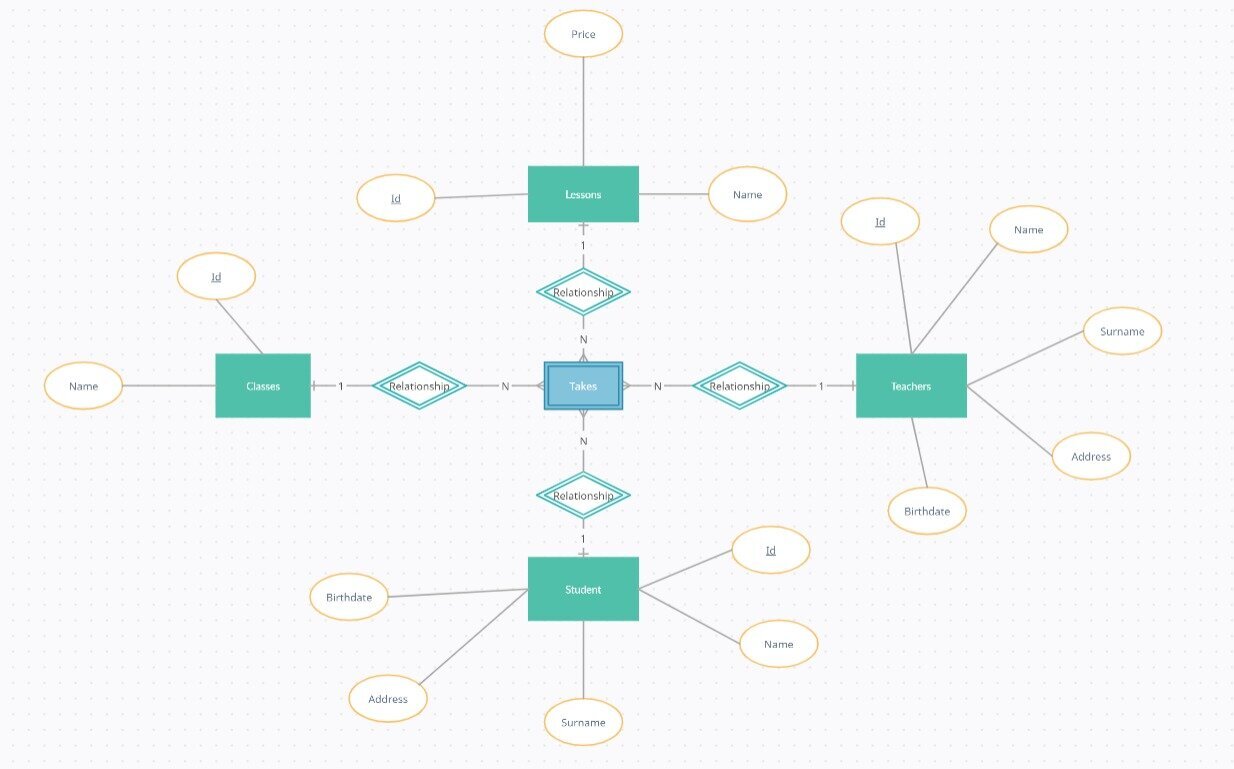 Price
Lessons
Id
Name
Id
Name
Id
1
Relationship
Surname
N
Name
Classes
1
Relationship
N
Takes
N
Relationship
1
Teachers
N
Address
Relationship
Birthdate
1
Id
Student
Birthdate
Name
Address
Surname